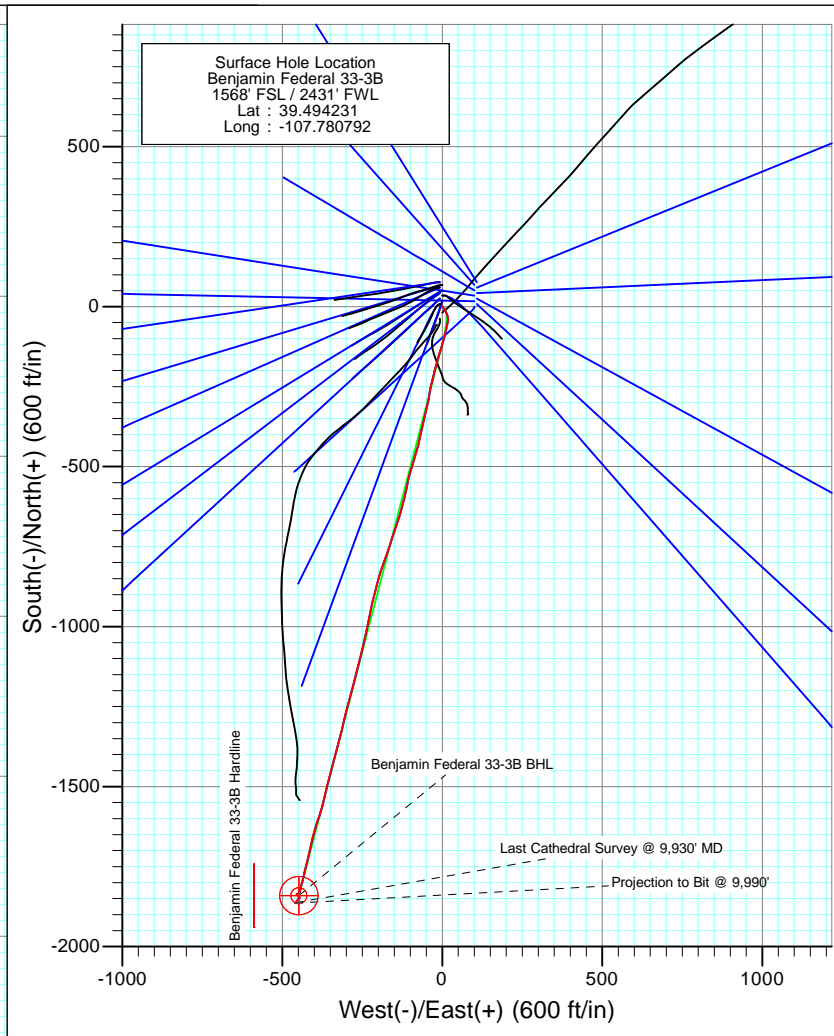 Surface Hole Location
Benjamin Federal 33-3B
1568' FSL / 2431' FWL
Lat : 39.494231
Long : -107.780792
500
0
-500
-1000
-1500
-2000
South(-)/North(+) (600 ft/in)
Benjamin Federal 33-3B Hardline
Benjamin Federal 33-3B BHL
Last Cathedral Survey @ 9,930' MD
Projection to Bit @ 9,990'
-1000
-500
0
500
1000
West(-)/East(+) (600 ft/in)